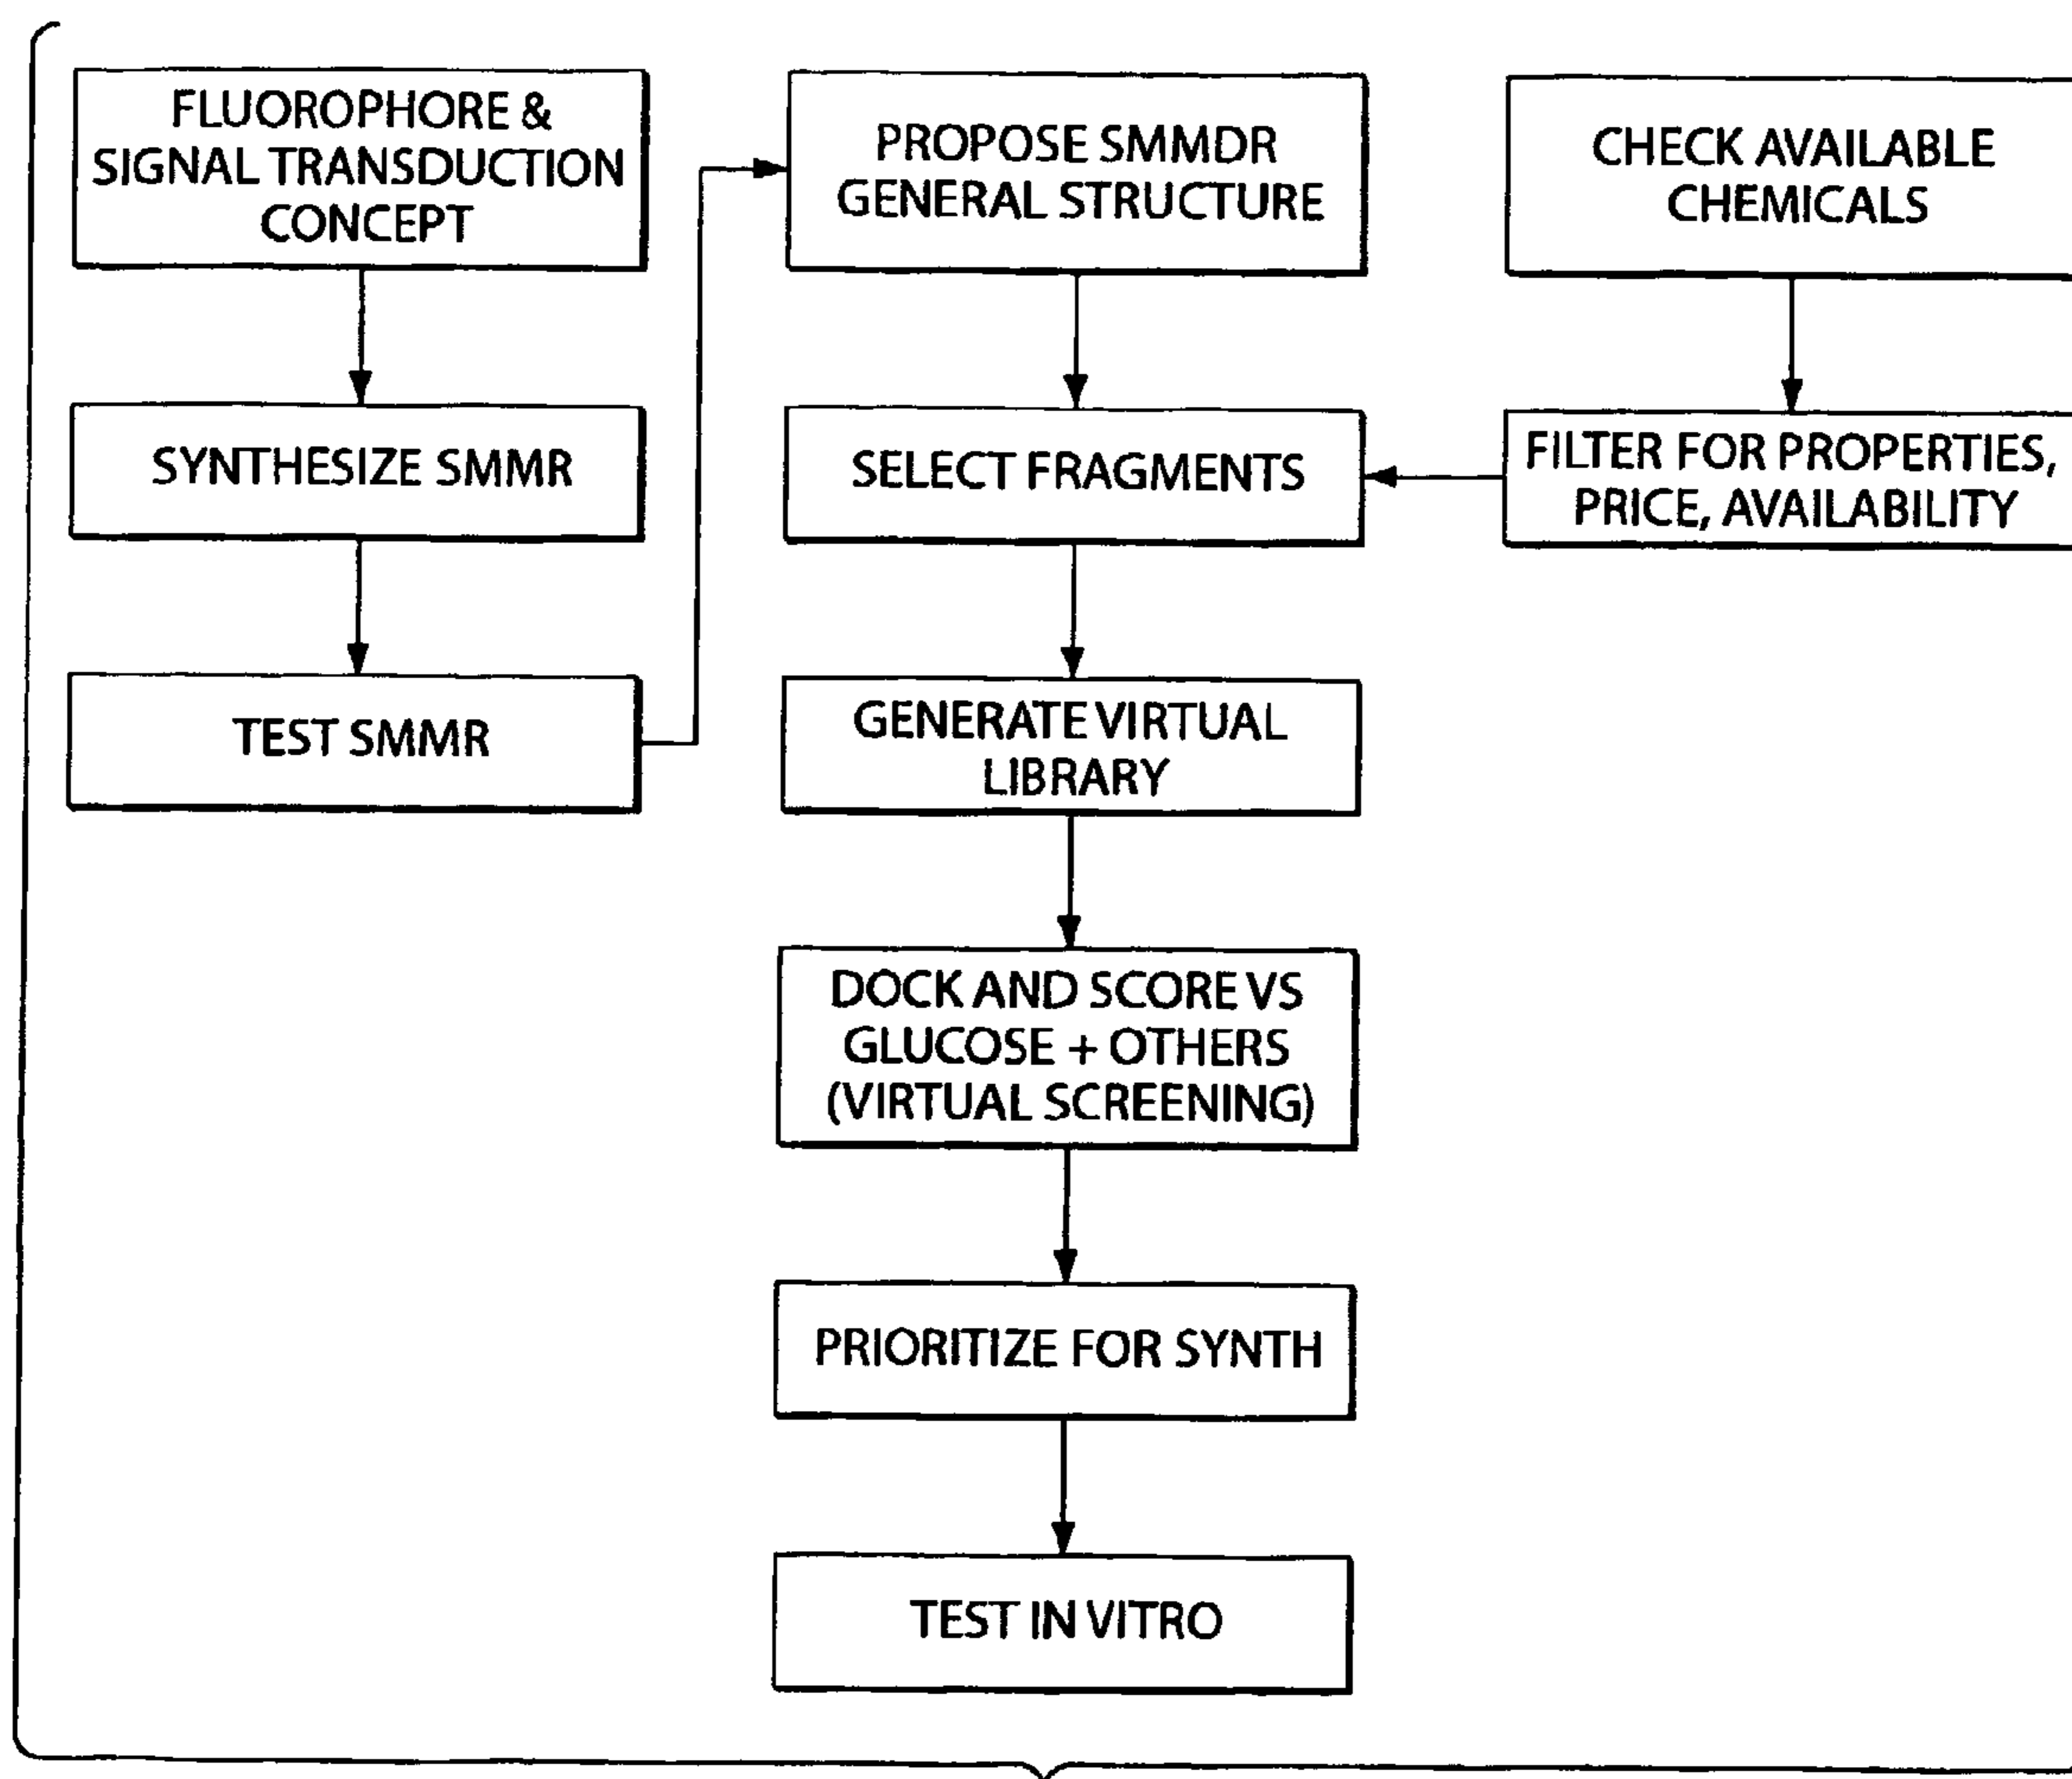 FLUOROPHORE &
SIGNAL TRANSDUCTION
CONCEPT
SYNTHESIZE SMMR
TEST SMMR
PROPOSE SMMDR
GENERAL STRUCTURE
SELECT FRAGMENTS
GENERATE VIRTUAL
LIBRARY
DOCK AND SCORE VS
GLUCOSE + OTHERS
(VIRTUAL SCREENING)
PRIORITIZE FOR SYNTH
TEST IN VITRO
CHECK AVAILABLE
CHEMICALS
FILTER FOR PROPERTIES,
PRICE, AVAILABILITY